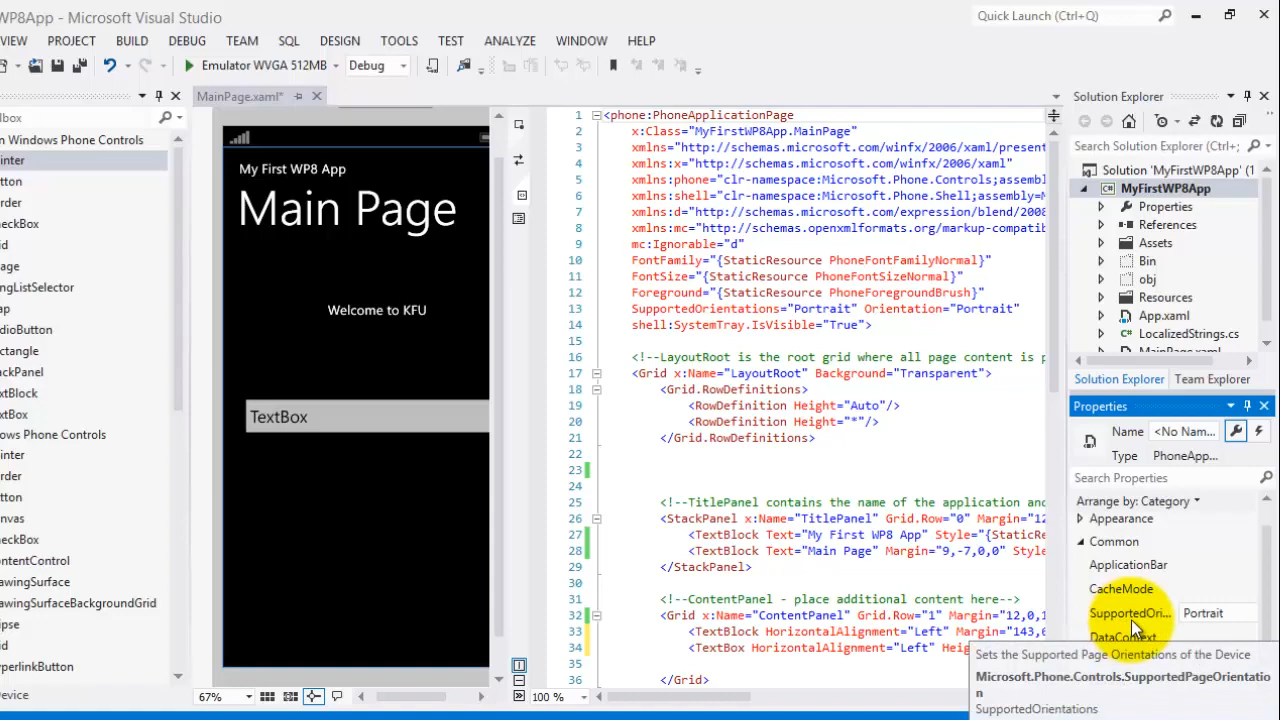 WP8App - Microsoft Visual Studio
Quick Launch (Ctrl+Q)
VIEW PROJECT BUILD DEBUG TEAM SQL DESIGN TOOLS TEST ANALYZE WINDOW HELP
Emulator WVGA 512MB Debug
MainPage.xaml*
lbox
n Windows Phone Controls
inter
tton
rder
eckBox
id
age
ngListSelector
ap
dioButton
ctangle
ackPanel
xtBlock
xtBox
Windows Phone Controls
inter
rder
tton
nvas
eckBox
ontentControl
awingSurface
awingSurfaceBackgroundGrid
ipse
id
perlinkButton
Device
My First WP8 App
Main Page
Welcome to KFU
TextBox
67%
1 <phone:PhoneApplicationPage
2 x:Class="MyFirstWP8App.MainPage"
3 xmlns="http://schemas.microsoft.com/winfx/2006/xaml/present
4 xmlns:x="http://schemas.microsoft.com/winfx/2006/xaml"
5 xmlns:phone="clr-namespace:Microsoft.Phone.Controls;assembl
6 xmlns:shell="clr-namespace:Microsoft.Phone.Shell;assembly=M
7 xmlns:d="http://schemas.microsoft.com/expression/blend/2008
8 xmlns:mc="http://schemas.openxmlformats.org/markup-compatib
9 mc:Ignorable="d"
10 FontFamily="{StaticResource PhoneFontFamilyNormal}"
11 FontSize="{StaticResource PhoneFontSizeNormal}"
12 Foreground="{StaticResource PhoneForegroundBrush}"
13 SupportedOrientations="Portrait" Orientation="Portrait"
14 shell:SystemTray.IsVisible="True">
15
16 <!--LayoutRoot is the root grid where all page content is p
17 <Grid x:Name="LayoutRoot" Background="Transparent">
18 <Grid.RowDefinitions>
19 <RowDefinition Height="Auto"/>
20 <RowDefinition Height="*"/>
21 </Grid.RowDefinitions>
22
23
24
25 <!--TitlePanel contains the name of the application an
26 <StackPanel x:Name="TitlePanel" Grid.Row="0" Margin="12
27 <TextBlock Text="My First WP8 App" Style="{StaticRe
28 <TextBlock Text="Main Page" Margin="9,-7,0,0" Style
29 </StackPanel>
30
31 <!--ContentPanel - place additional content here-->
32 <Grid x:Name="ContentPanel" Grid.Row="1" Margin="12,0,1
33 <TextBlock HorizontalAlignment="Left" Margin="143,6
34 <TextBox HorizontalAlignment="Left" Heig
35
36 </Grid>
100 %
Solution Explorer
Search Solution Explorer (Ctrl+;)
Solution 'MyFirstWP8App' (1
MyFirstWP8App
Properties
References
Assets
Bin
obj
Resources
App.xaml
LocalizedStrings.cs
MainPage.xaml
Solution Explorer Team Explorer
Properties
Name <No Nam...
Type PhoneApp...
Search Properties
Arrange by: Category
Appearance
Common
ApplicationBar
CacheMode
SupportedOri... Portrait
DataContext
Sets the Supported Page Orientations of the Device
Microsoft.Phone.Controls.SupportedPageOrientatio
n
SupportedOrientations